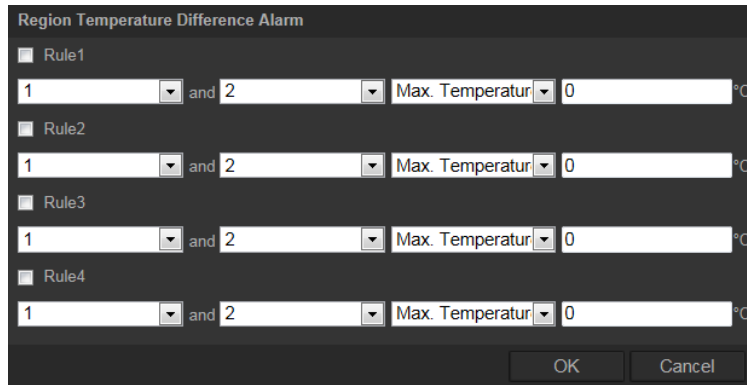 Region Temperature Difference Alarm
Rule1
1 and 2 Max. Temperatur 0 °C
Rule2
1 and 2 Max. Temperatur 0 °C
Rule3
1 and 2 Max. Temperatur 0 °C
Rule4
1 and 2 Max. Temperatur 0 °C
OK Cancel